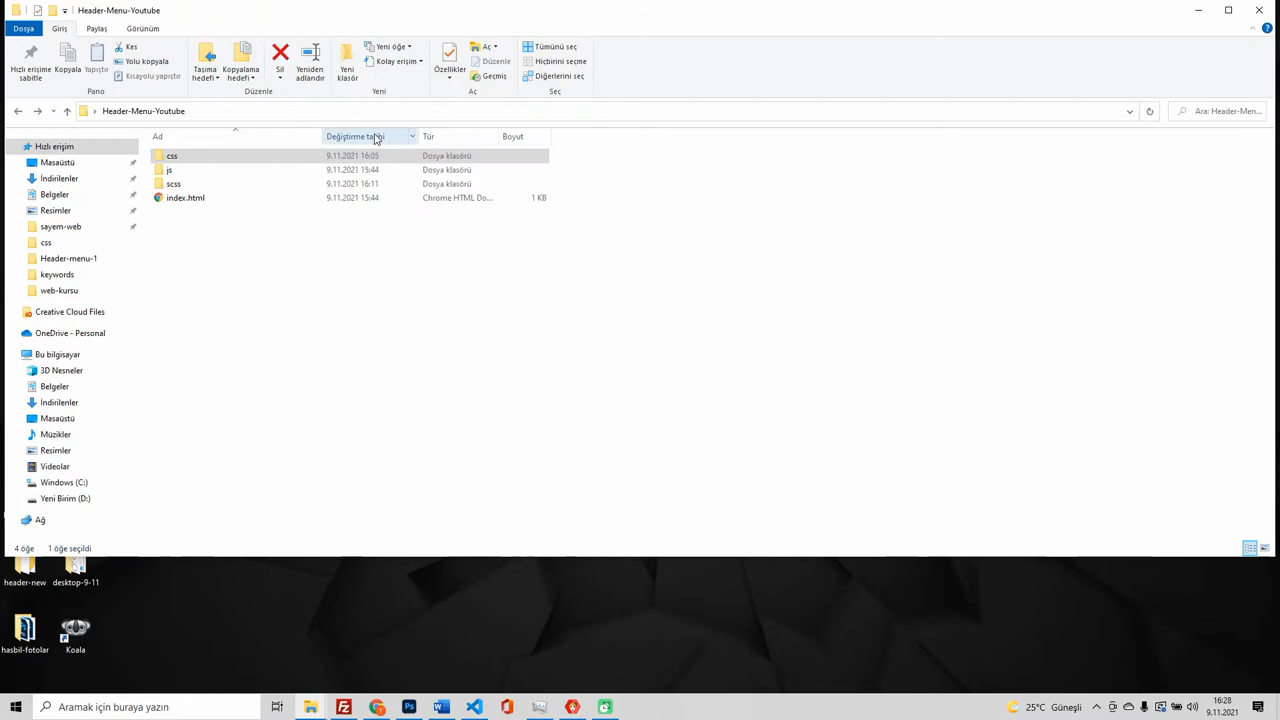 Header-Menu-Youtube
Dosya Giriş Paylaş Görünüm
Hızlı erişime sabitle
Kopyala
Yapıştır
Kes
Yolu kopyala
Kısayolu yapıştır
Pano
Taşıma hedefi
Kopyalama hedefi
Sil
Yeniden adlandır
Düzenle
Yeni klasör
Yeni öğe
Kolay erişim
Yeni
Özellikler
Aç
Düzenle
Geçmiş
Aç
Tümünü seç
Hiçbirini seçme
Diğerlerini seç
Seç
Header-Menu-Youtube
Ara: Header-Men...
Ad Değiştirme tarihi Tür Boyut
css 9.11.2021 16:05 Dosya klasörü
js 9.11.2021 15:44 Dosya klasörü
scss 9.11.2021 16:11 Dosya klasörü
index.html 9.11.2021 15:44 Chrome HTML Do... 1 KB
Hızlı erişim
Masaüstü
İndirilenler
Belgeler
Resimler
sayem-web
css
Header-menu-1
keywords
web-kursu
Creative Cloud Files
OneDrive - Personal
Bu bilgisayar
3D Nesneler
Belgeler
İndirilenler
Masaüstü
Müzikler
Resimler
Videolar
Windows (C:)
Yeni Birim (D:)
Ağ
4 öğe 1 öğe seçildi
header-new desktop-9-11
hasbil-fotolar Koala
Aramak için buraya yazın
25°C Güneşli
16:28
9.11.2021